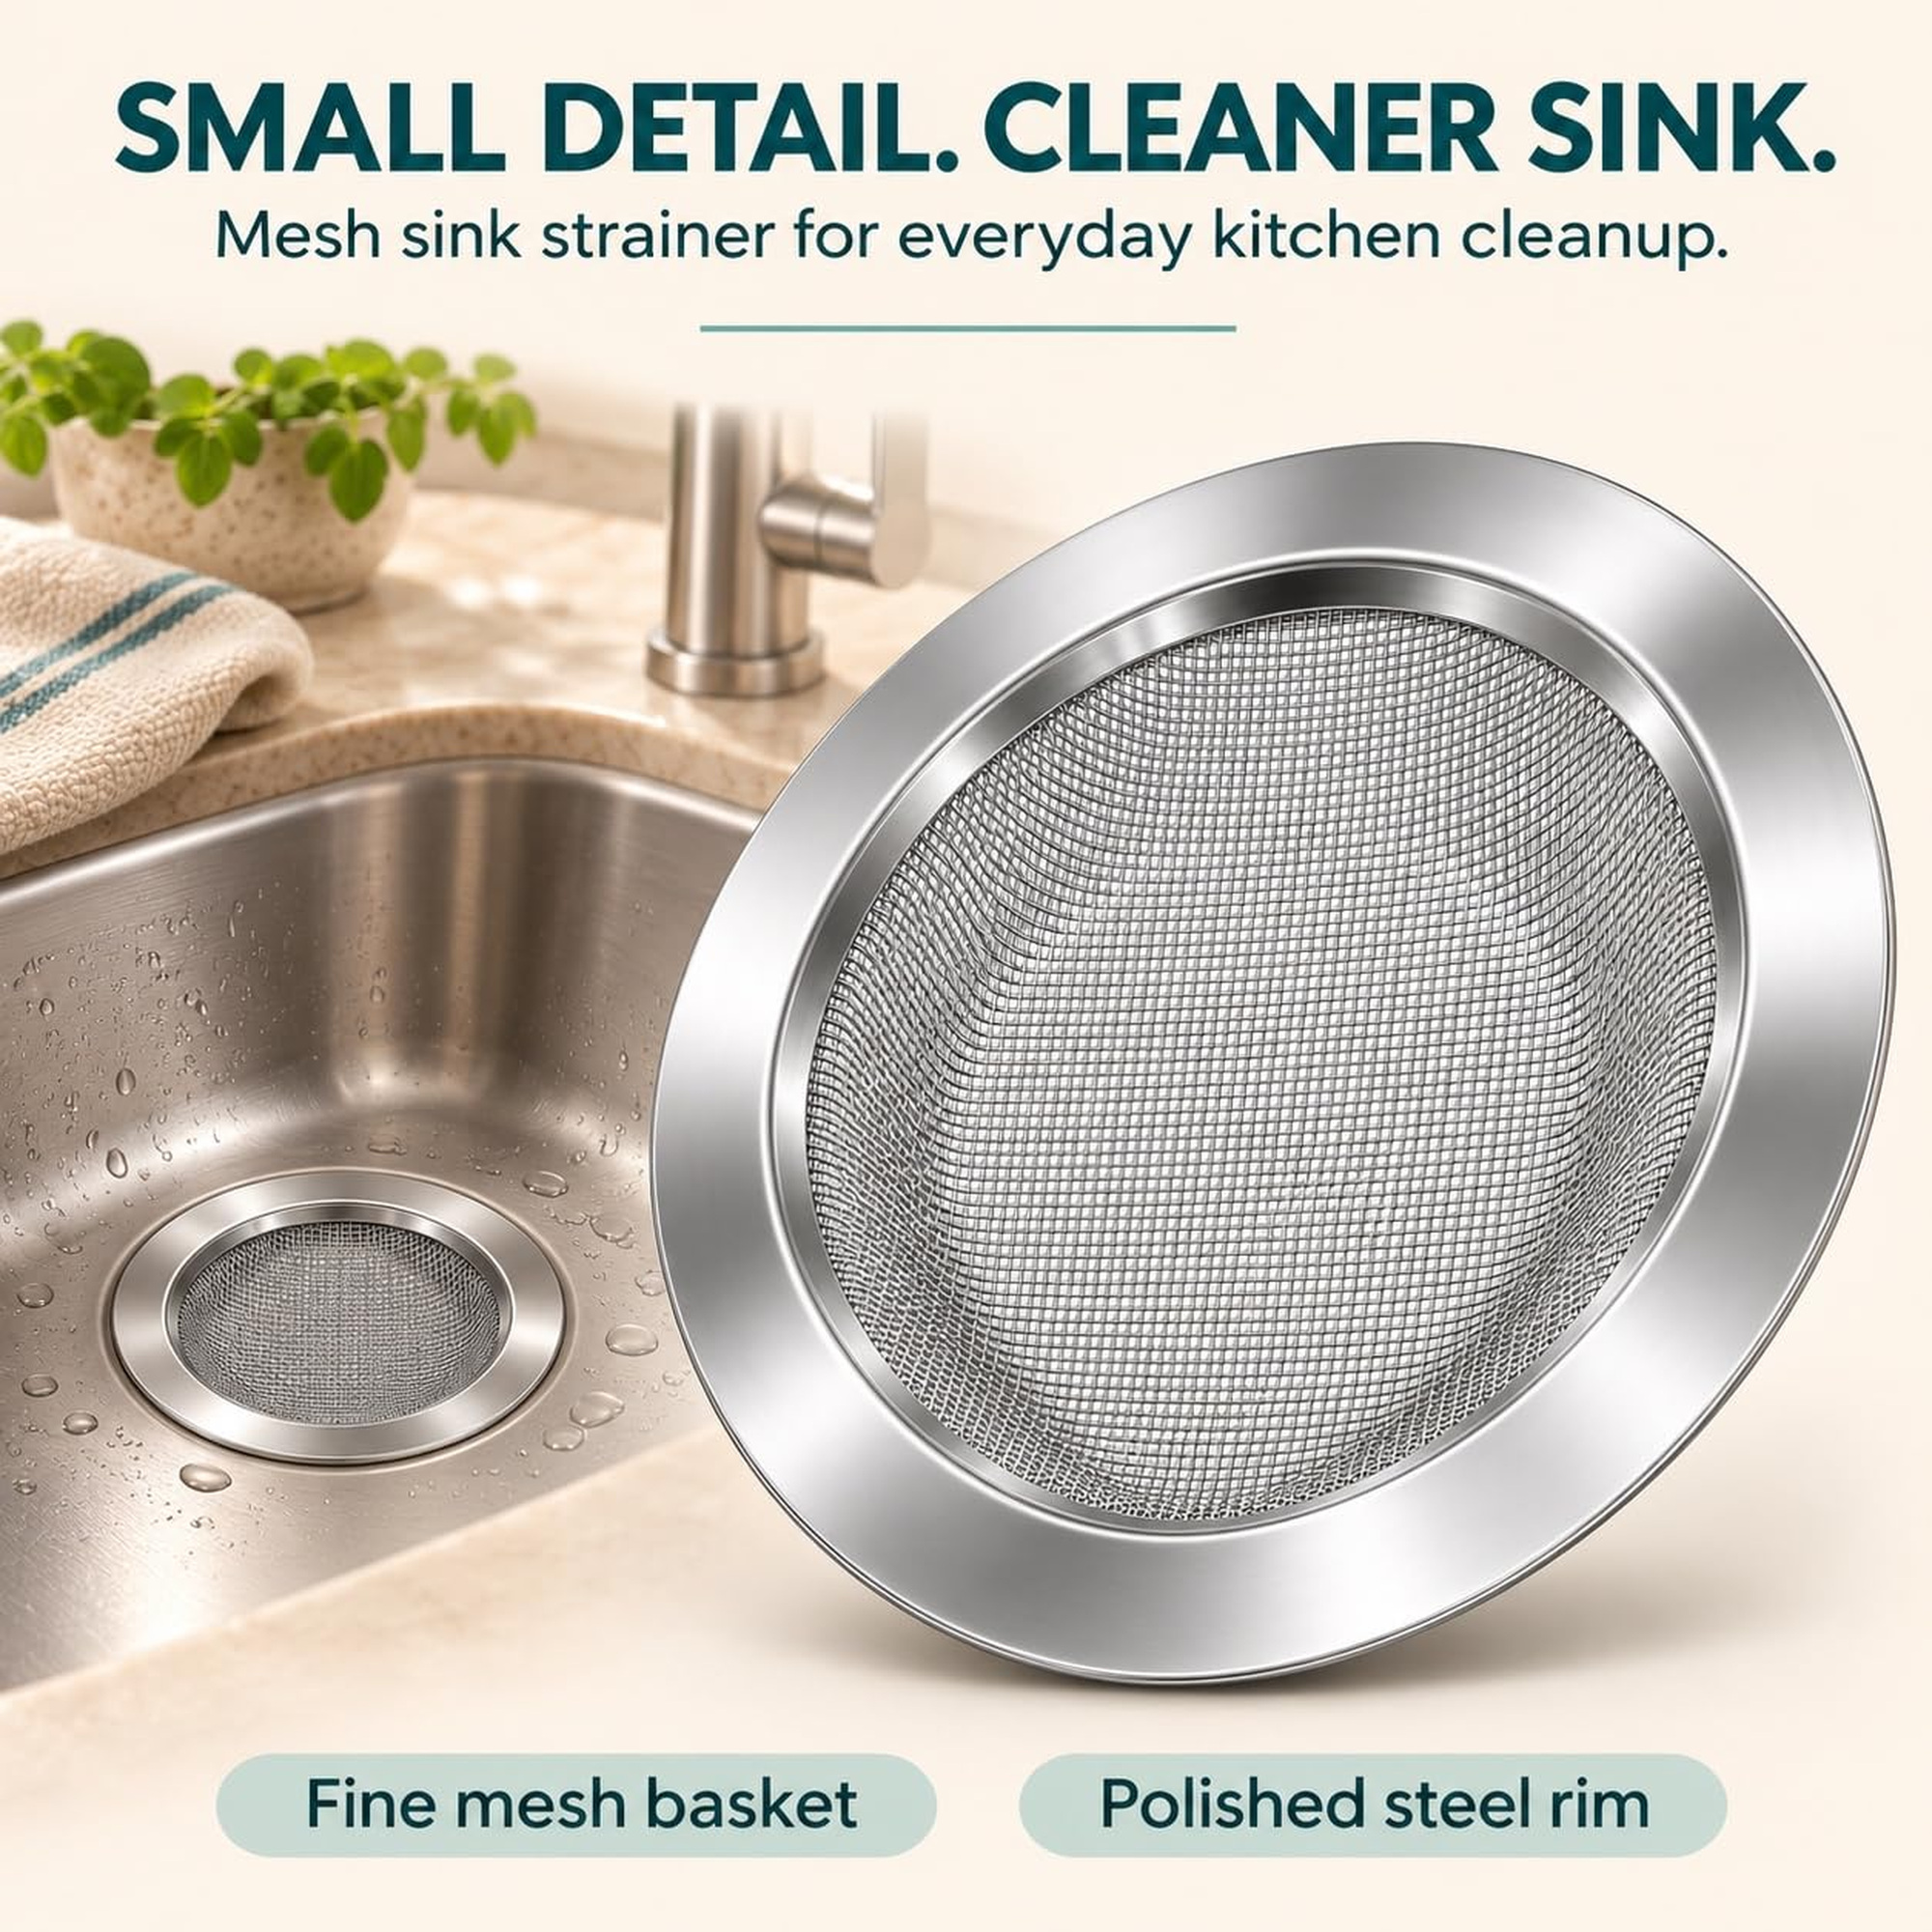 SMALL DETAIL. CLEANER SINK.
Mesh sink strainer for everyday kitchen cleanup.
Fine mesh basket
Polished steel rim